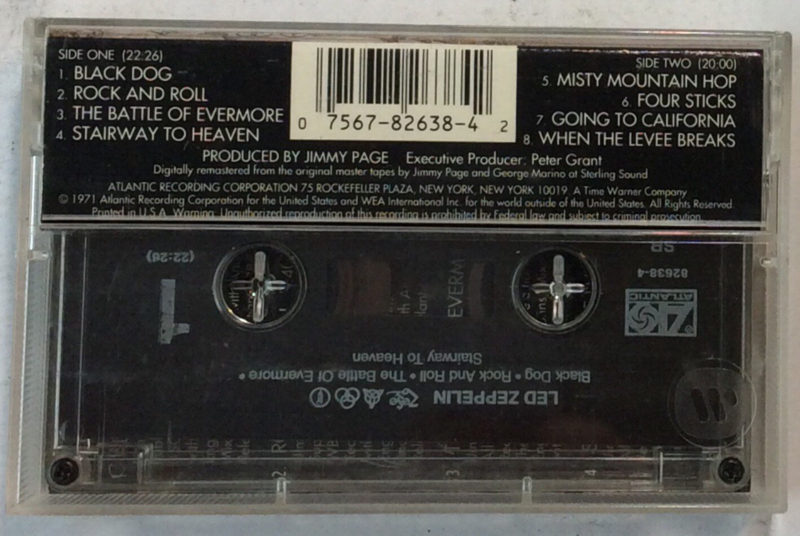 SIDE ONE (22:26)
1. BLACK DOG
2. ROCK AND ROLL
3. THE BATTLE OF EVERMORE
4. STAIRWAY TO HEAVEN
0 7567-82638-4 2
SIDE TWO (20:00)
5. MISTY MOUNTAIN HOP
6. FOUR STICKS
7. GOING TO CALIFORNIA
8. WHEN THE LEVEE BREAKS
PRODUCED BY JIMMY PAGE Executive Producer: Peter Grant
Digitally remastered from the original master tapes by Jimmy Page and George Marino at Sterling Sound
ATLANTIC RECORDING CORPORATION 75 ROCKEFELLER PLAZA, NEW YORK, NEW YORK 10019. A Time Warner Company
© 1971 Atlantic Recording Corporation for the United States and WEA International Inc. for the world outside of the United States. All Rights Reserved.
Printed in U.S.A. Warning: Unauthorized reproduction of this recording is prohibited by Federal law and subject to criminal prosecution.
(22:26)
1
EVERM
SR
82638-4
ATLANTIC
LED ZEPPELIN
Black Dog • Rock And Roll • The Battle Of Evermore •
Stairway To Heaven
2
3
4